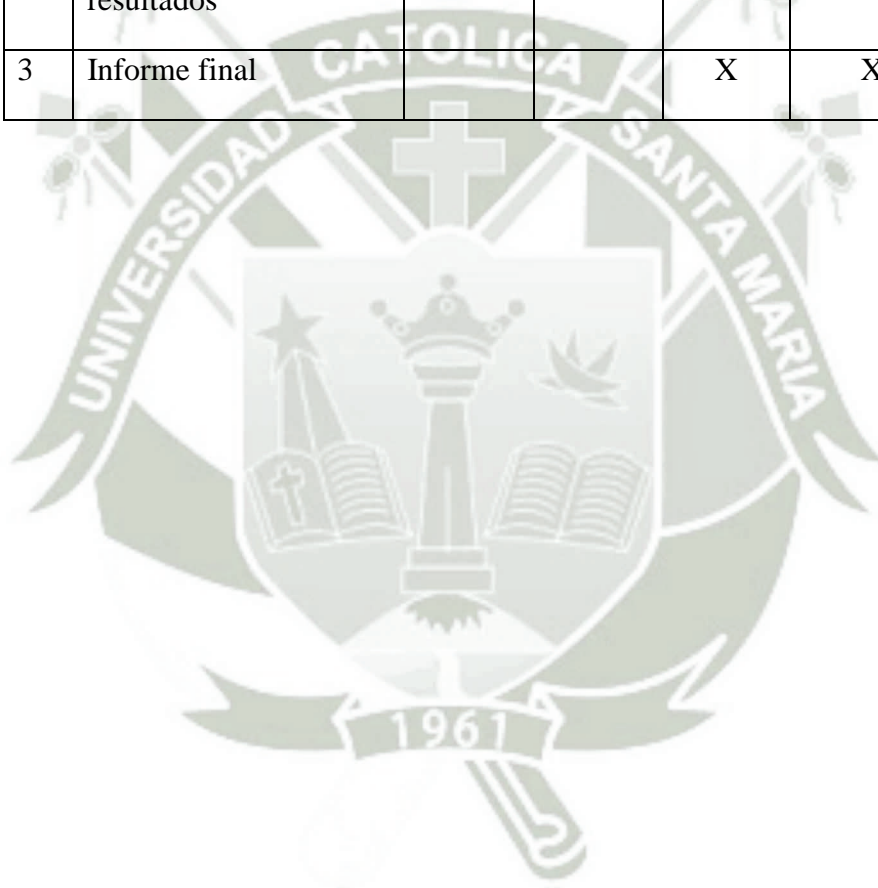 resultados
3 Informe final X X
UNIVERSIDAD CATOLICA SANTA MARIA
1961